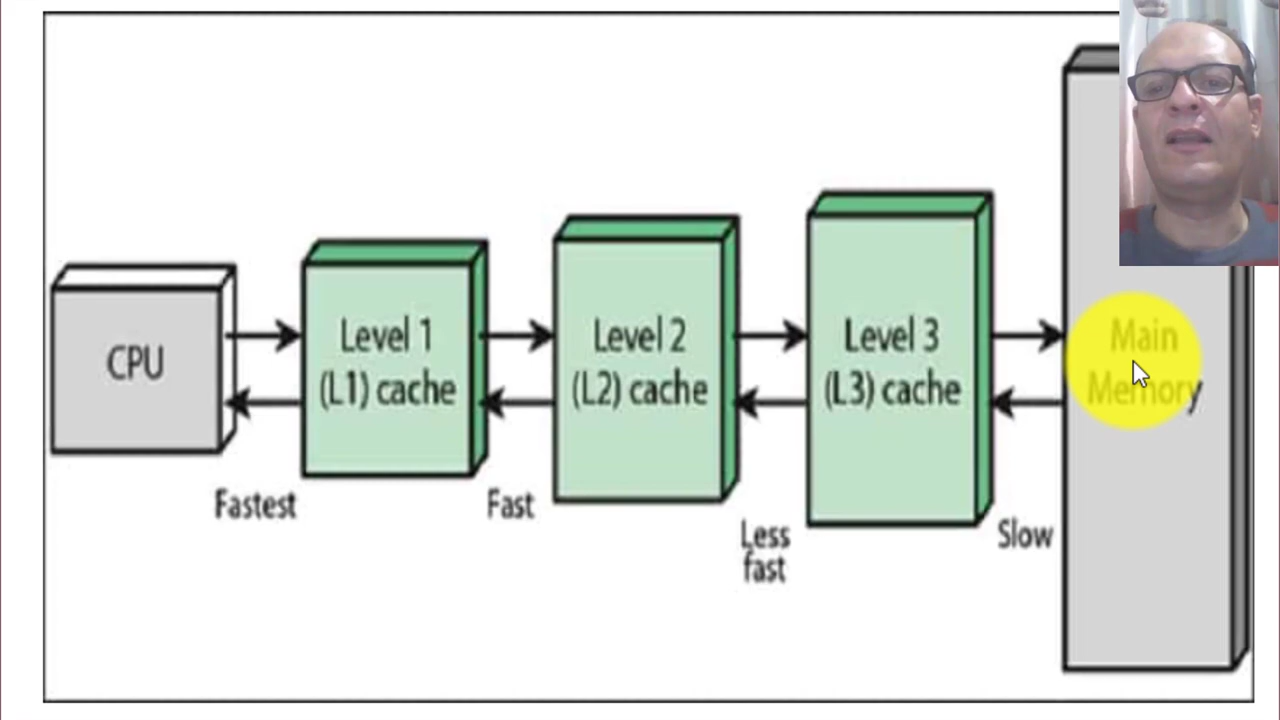 CPU
Level 1
(L1) cache
Level 2
(L2) cache
Level 3
(L3) cache
Main
Memory
Fastest
Fast
Less
fast
Slow